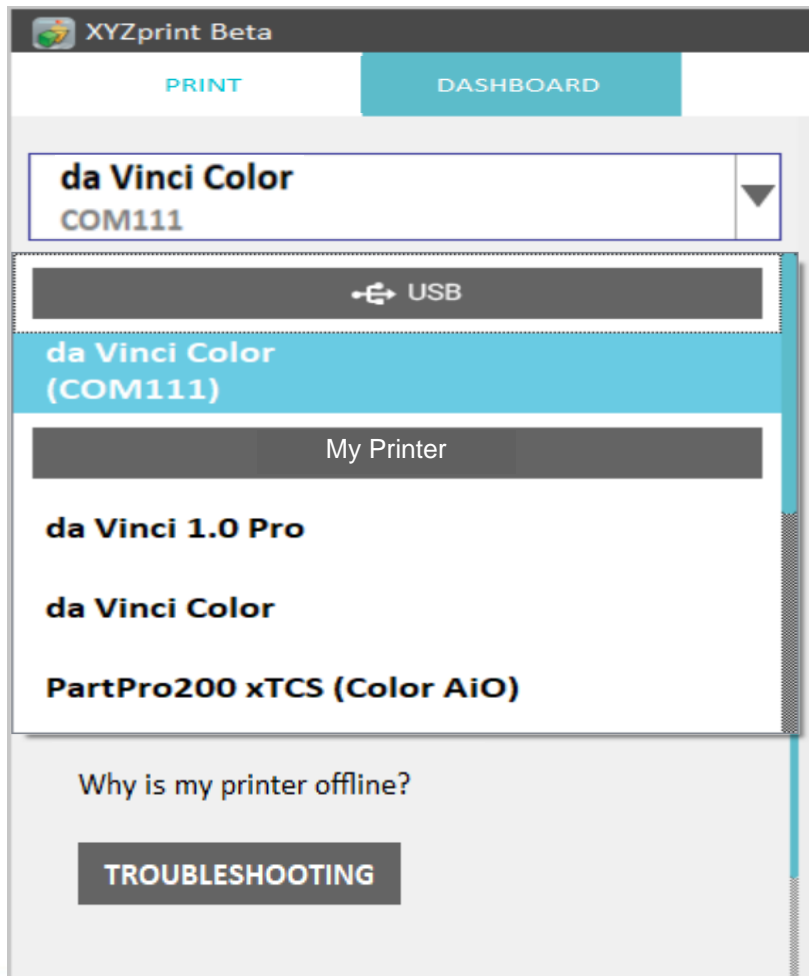 XYZprint Beta
PRINT DASHBOARD
da Vinci Color
COM111
USB
da Vinci Color
(COM111)
My Printer
da Vinci 1.0 Pro
da Vinci Color
PartPro200 xTCS (Color AiO)
Why is my printer offline?
TROUBLESHOOTING